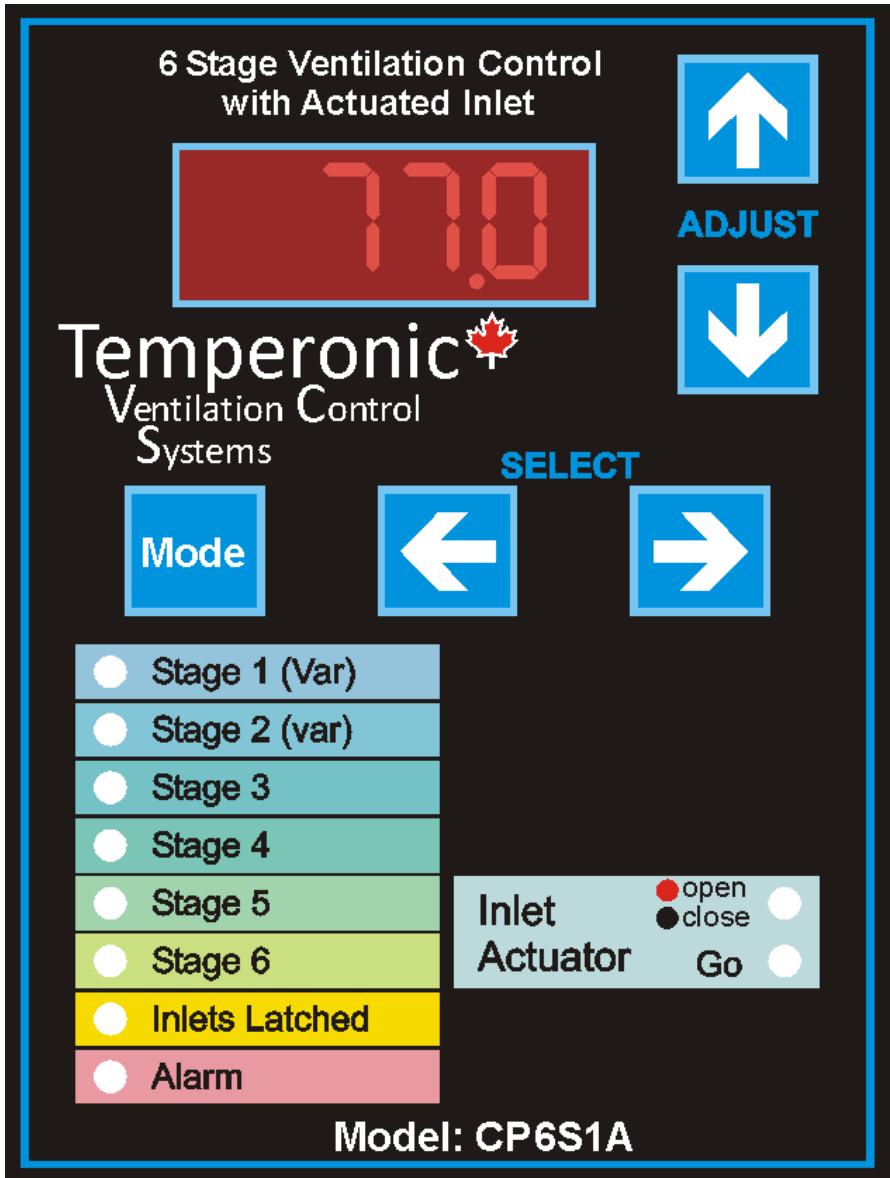 6 Stage Ventilation Control
with Actuated Inlet
77.0
ADJUST
Temperonic
Ventilation Control
Systems
SELECT
Mode
Stage 1 (Var)
Stage 2 (var)
Stage 3
Stage 4
Stage 5
Stage 6
Inlets Latched
Alarm
Inlet
Actuator
open
close
Go
Model: CP6S1A